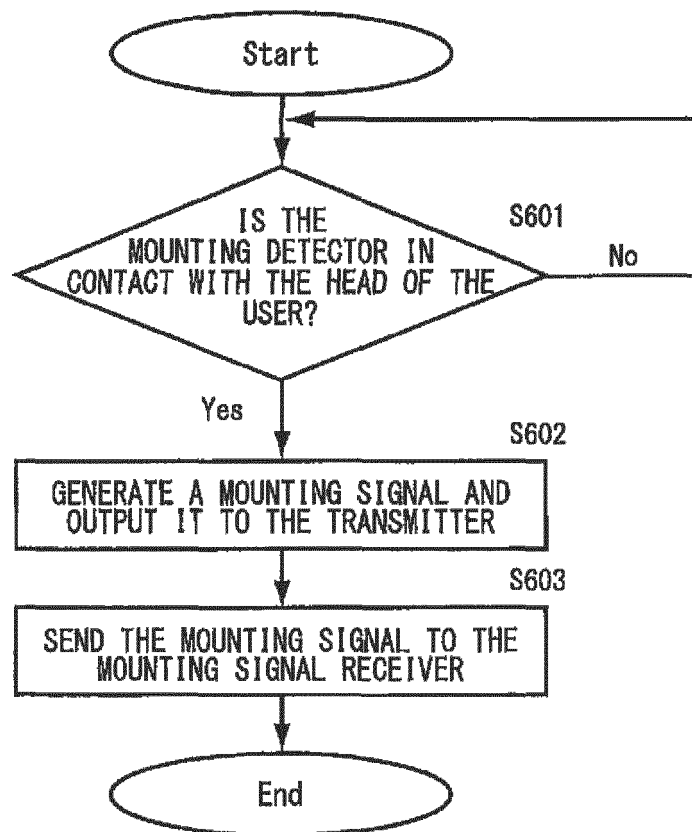 Start
S601
IS THE
MOUNTING DETECTOR IN
CONTACT WITH THE HEAD OF THE
USER?
No
Yes
S602
GENERATE A MOUNTING SIGNAL AND
OUTPUT IT TO THE TRANSMITTER
S603
SEND THE MOUNTING SIGNAL TO THE
MOUNTING SIGNAL RECEIVER
End